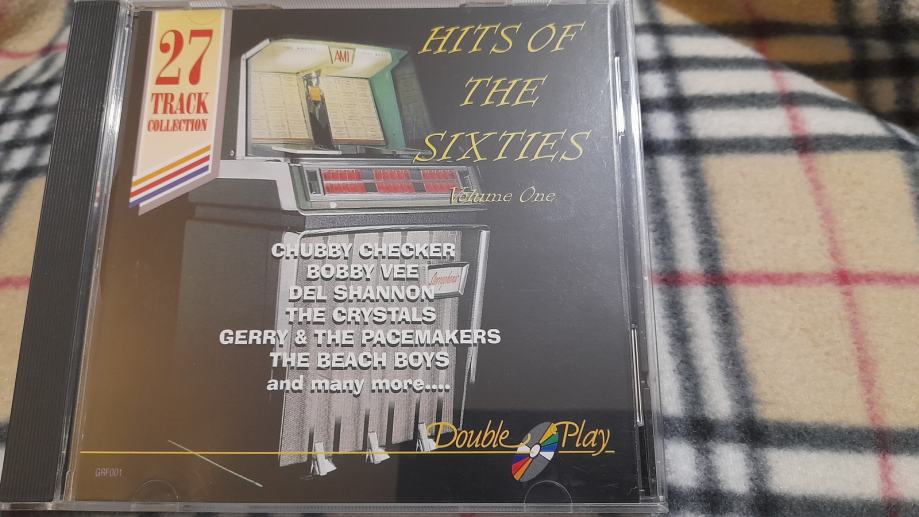 27
TRACK
COLLECTION
AMI
HITS OF
THE
SIXTIES
Volume One
CHUBBY CHECKER
BOBBY VEE
DEL SHANNON
THE CRYSTALS
GERRY & THE PACEMAKERS
THE BEACH BOYS
and many more....
Double Play
GRF001